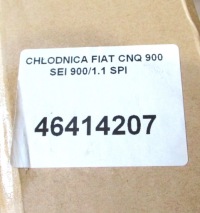 CHLODNICA FIAT CNQ 900
SEI 900/1.1 SPI
46414207